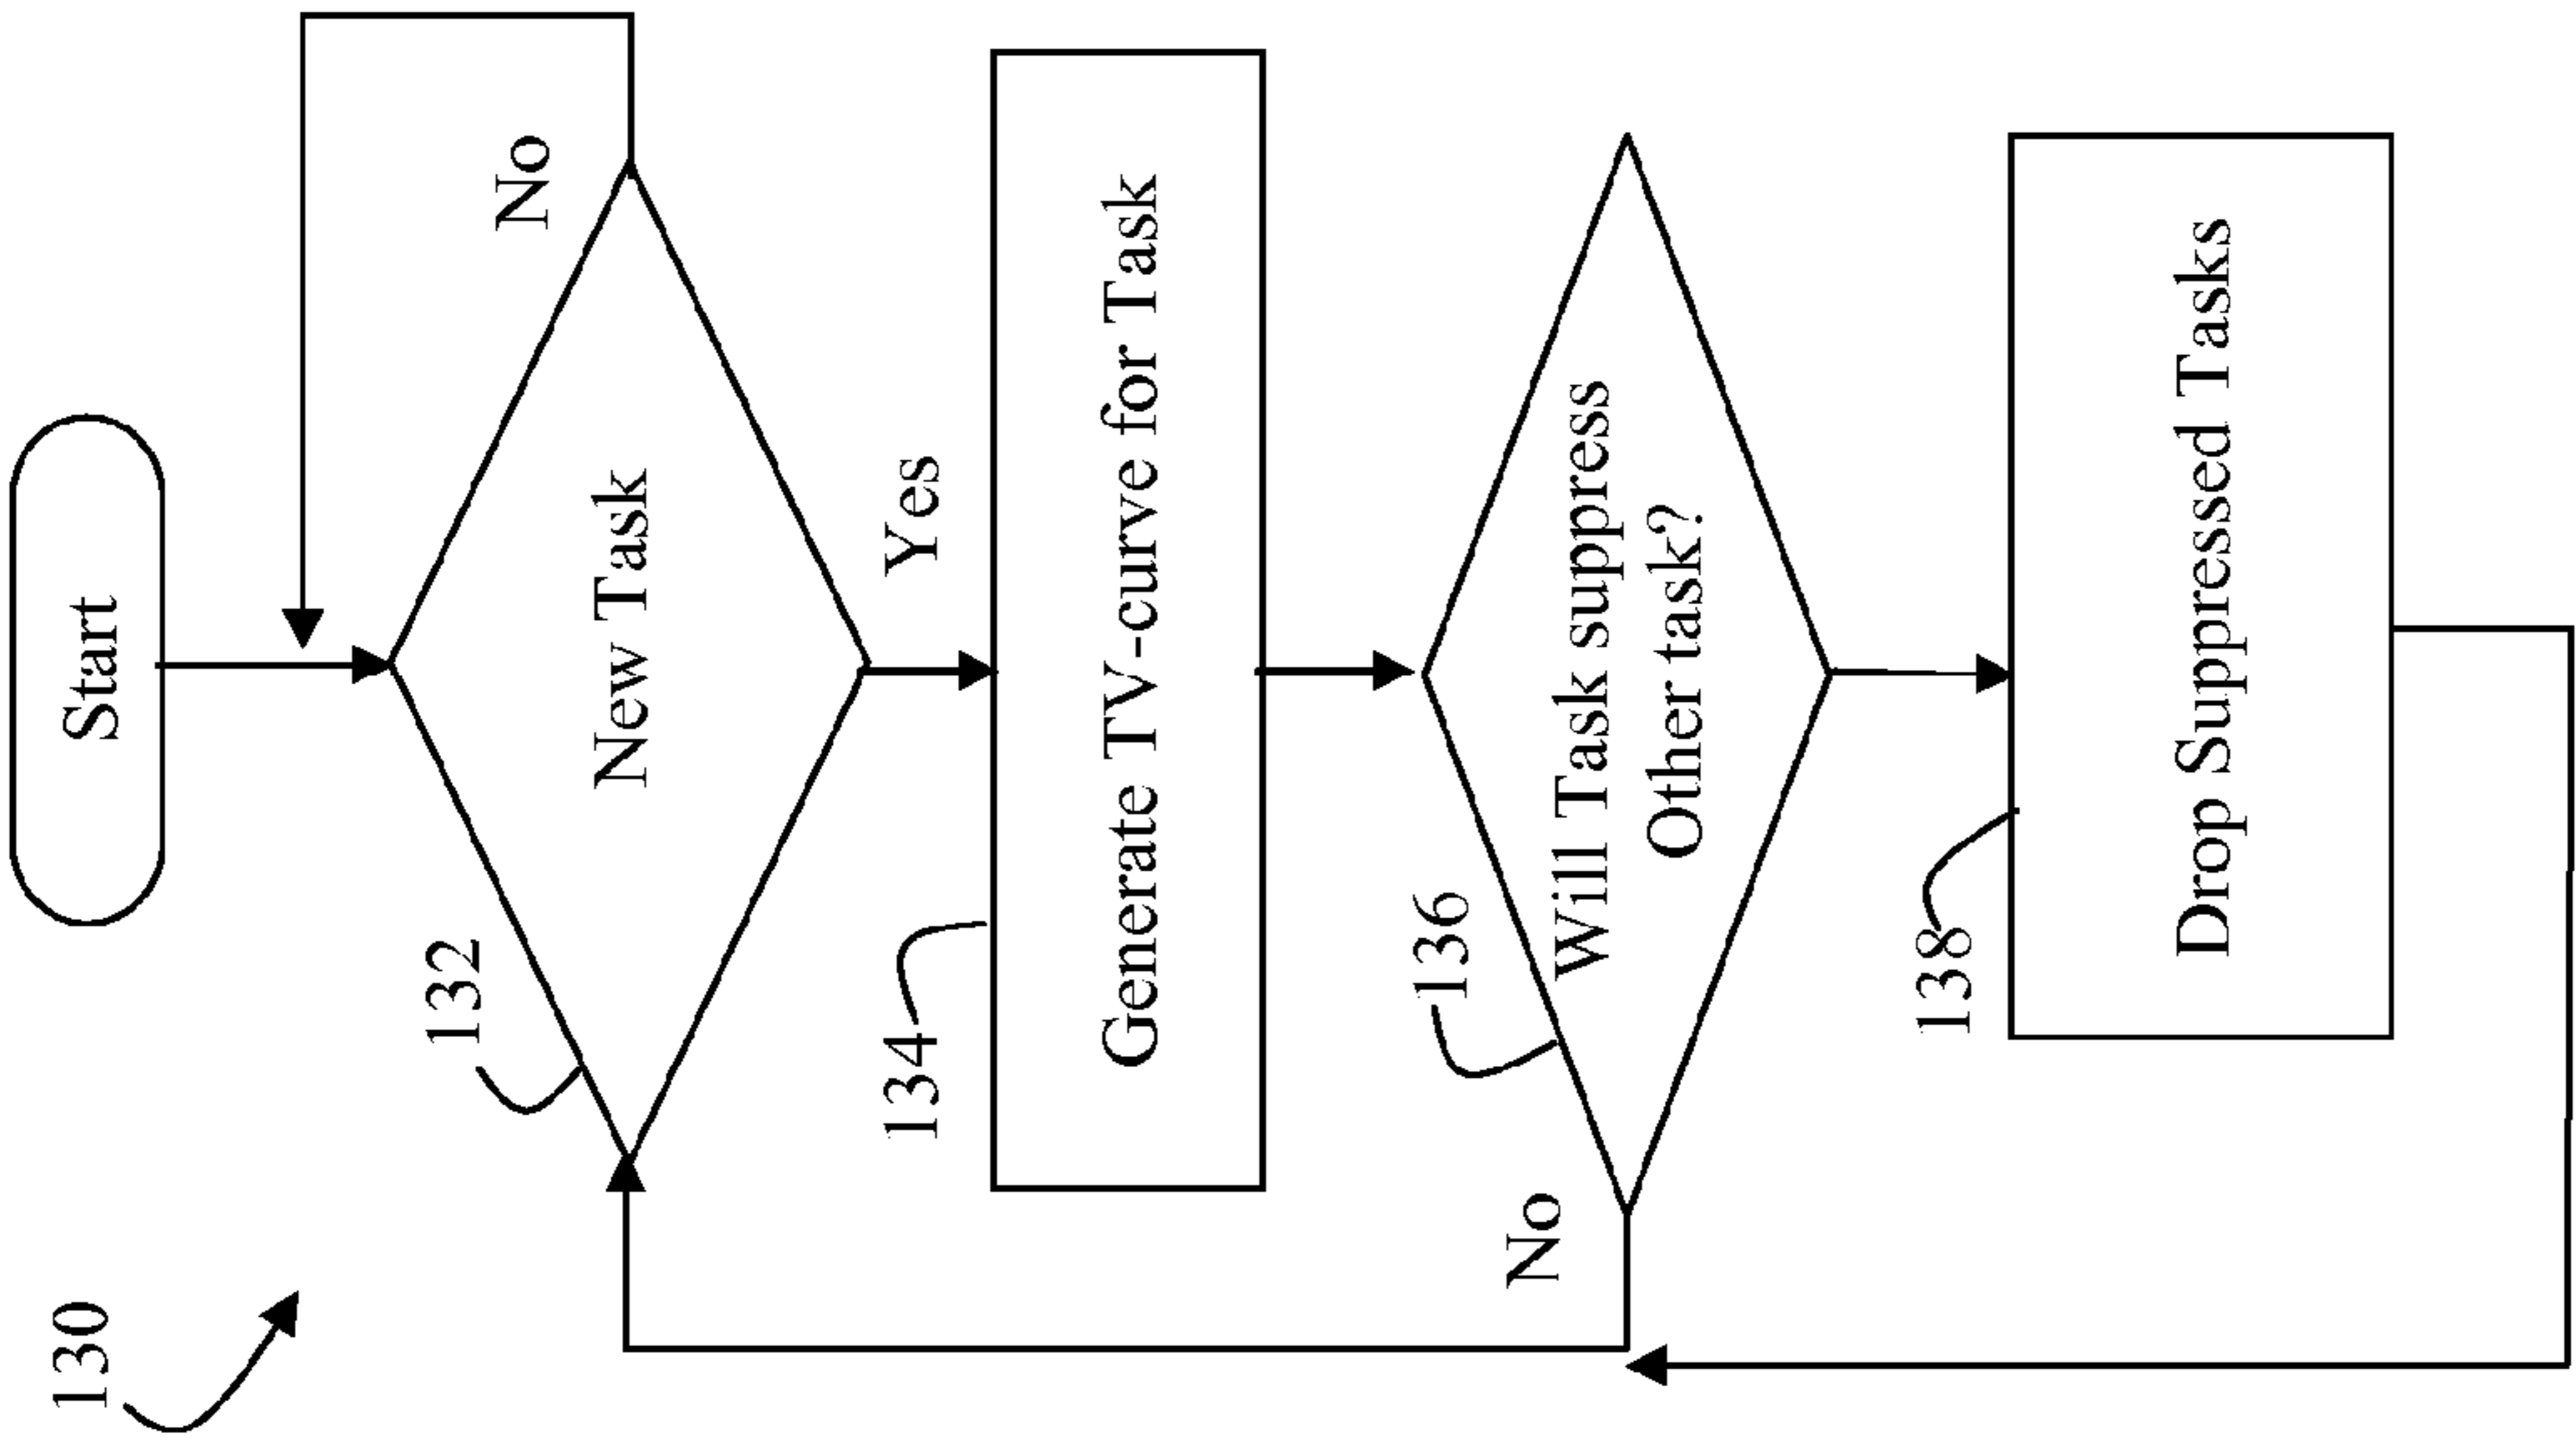 130
Start
No
132
New Task
Yes
134
Generate TV-curve for Task
136
Will Task suppress
Other task?
No
138
Drop Suppressed Tasks